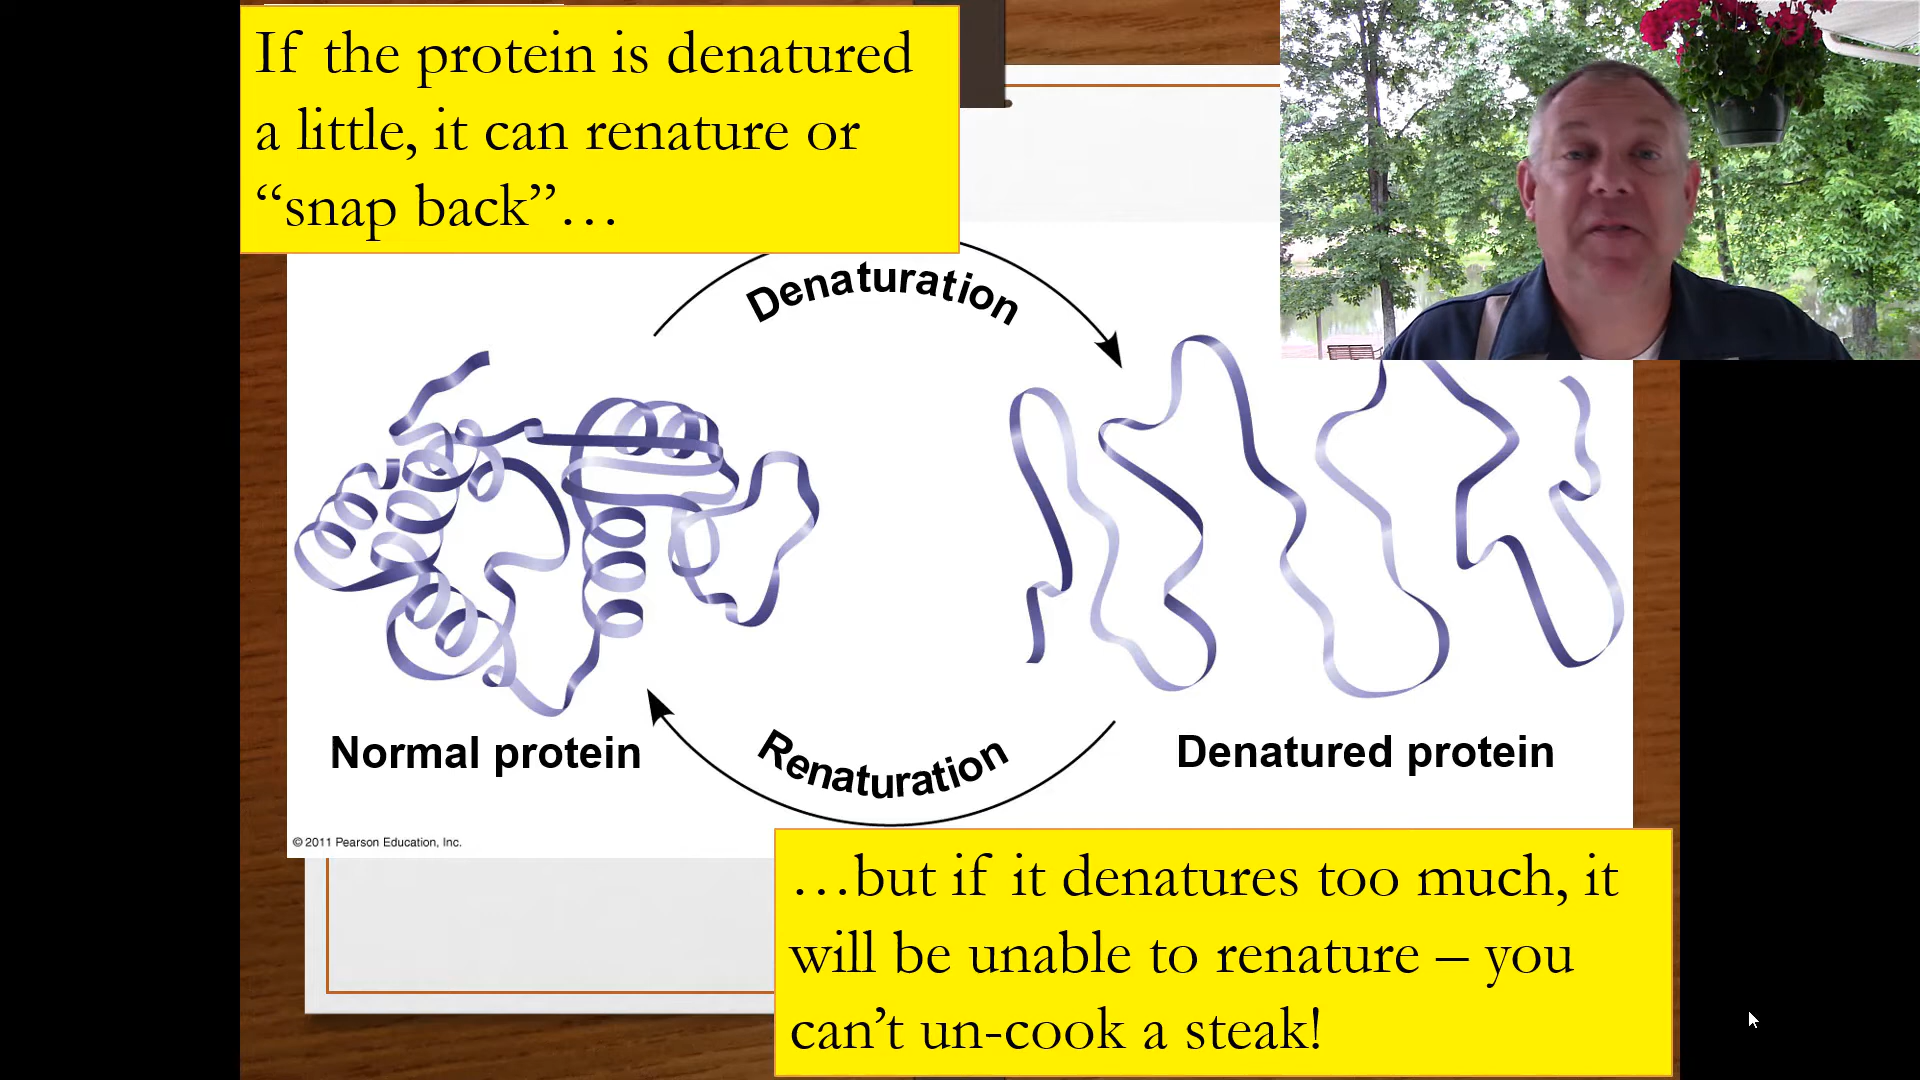 If the protein is denatured
a little, it can renature or
“snap back”…
Denaturation
Normal protein
Renaturation
Denatured protein
© 2011 Pearson Education, Inc.
…but if it denatures too much, it
will be unable to renature – you
can’t un-cook a steak!